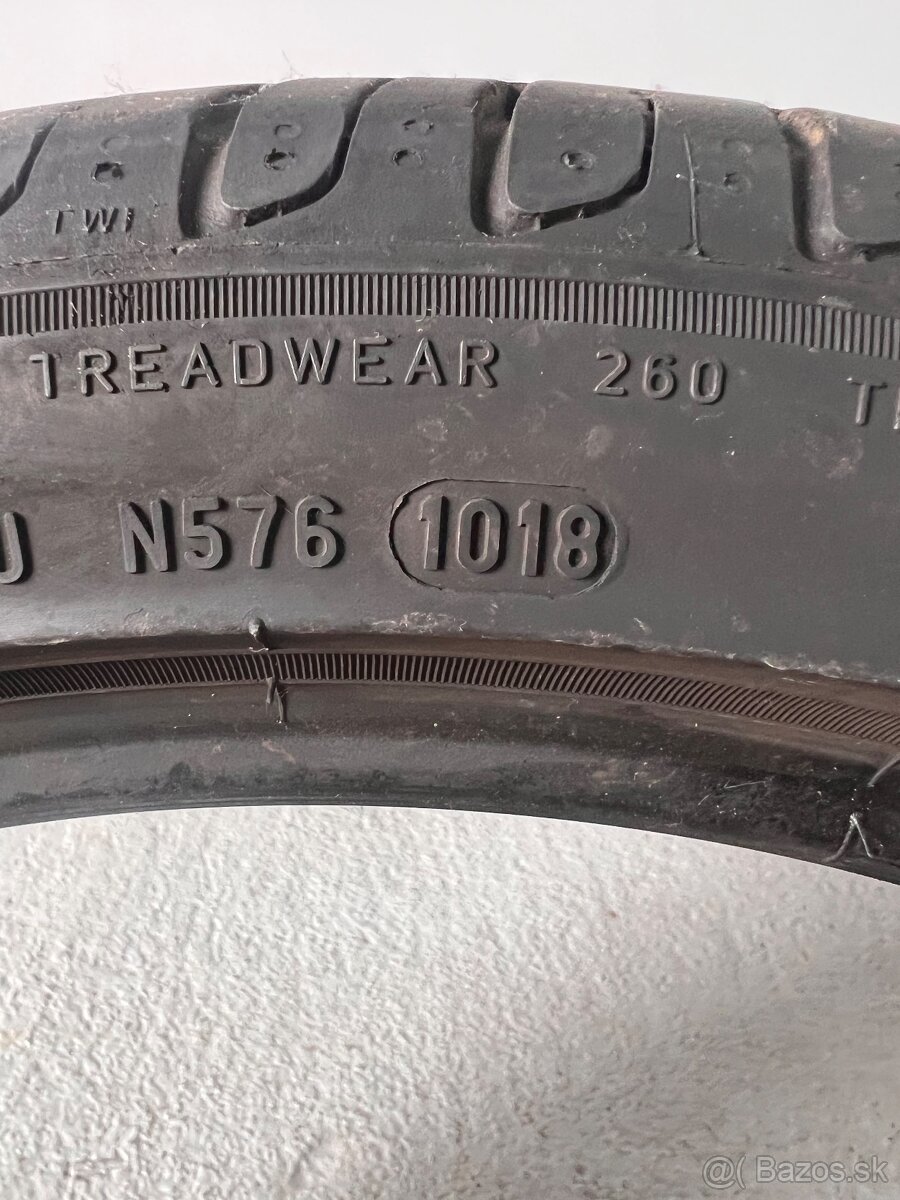 TWI
TREADWEAR 260
N576 1018
@( Bazos.sk